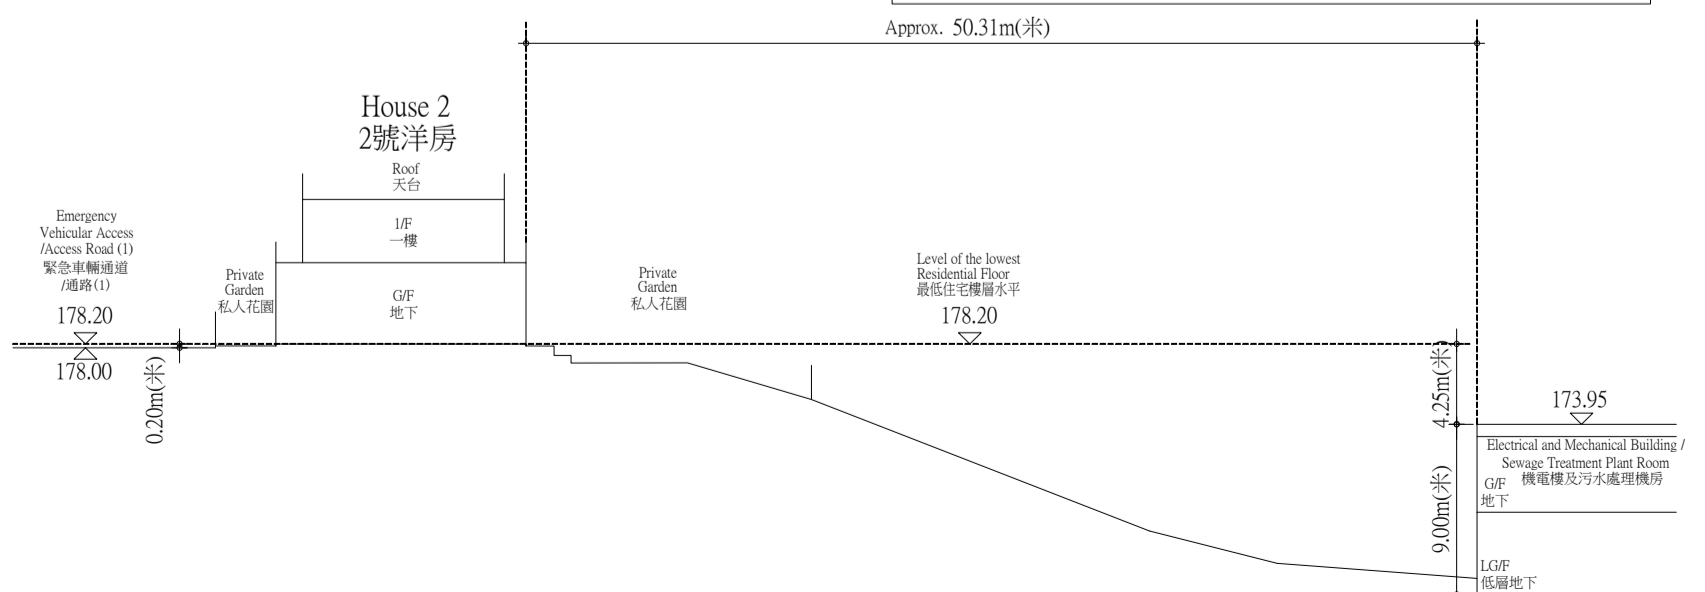 Approx. 50.31m(米)
House 2
2號洋房
Roof
天台
1/F
一樓
G/F
地下
Emergency
Vehicular Access
/Access Road (1)
緊急車輛通道
/通路(1)
178.20
178.00
0.20m(米)
Private
Garden
私人花園
Private
Garden
私人花園
Level of the lowest
Residential Floor
最低住宅樓層水平
178.20
4.25m(米)
9.00m(米)
173.95
Electrical and Mechanical Building /
Sewage Treatment Plant Room
機電樓及污水處理機房
G/F
地下
LG/F
低層地下